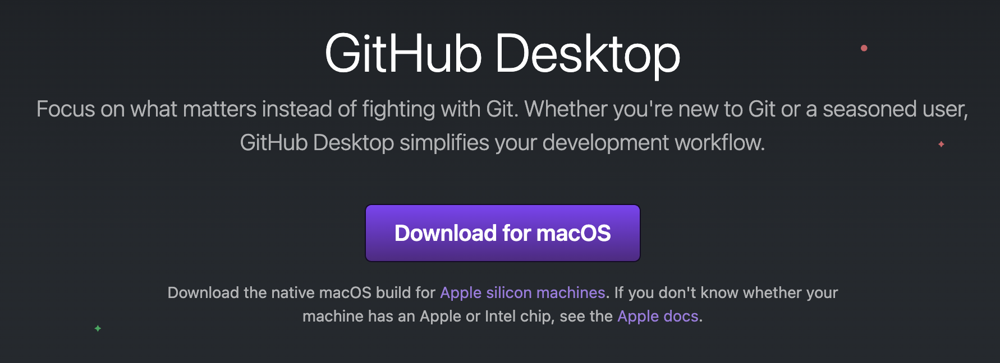 GitHub Desktop
Focus on what matters instead of fighting with Git. Whether you're new to Git or a seasoned user,
GitHub Desktop simplifies your development workflow.
Download for macOS
Download the native macOS build for Apple silicon machines. If you don't know whether your
machine has an Apple or Intel chip, see the Apple docs.